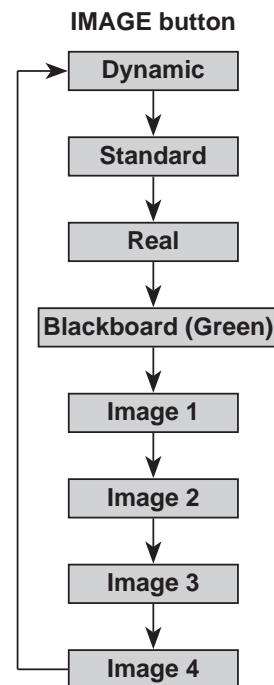 IMAGE button
Dynamic
Standard
Real
Blackboard (Green)
Image 1
Image 2
Image 3
Image 4